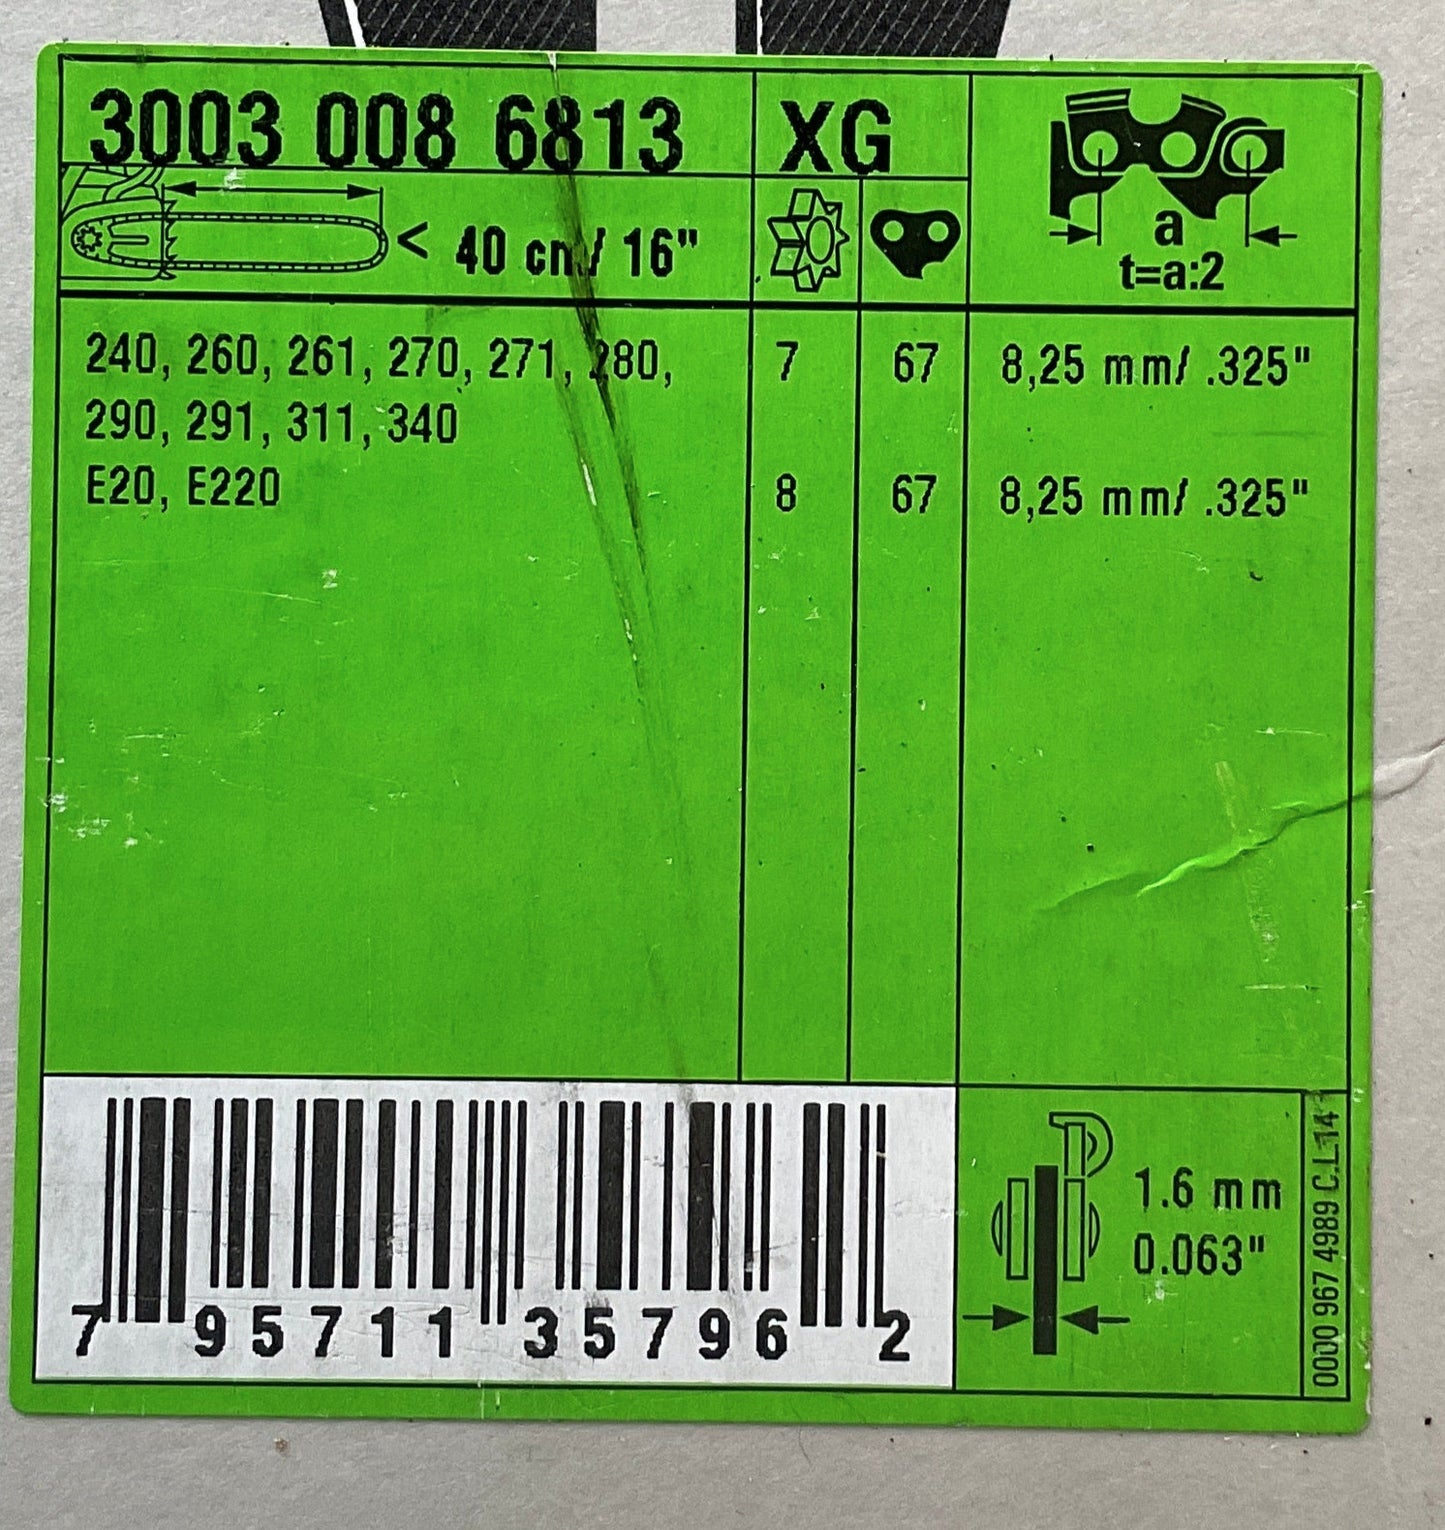 3003 008 6813 XG
< 40 cm / 16"
a
t=a:2
240, 260, 261, 270, 271, 280, 7 67 8,25 mm/ .325"
290, 291, 311, 340
E20, E220 8 67 8,25 mm/ .325"
1.6 mm
0.063"
0000 967 4989 C.L.14
7 95711 35796 2